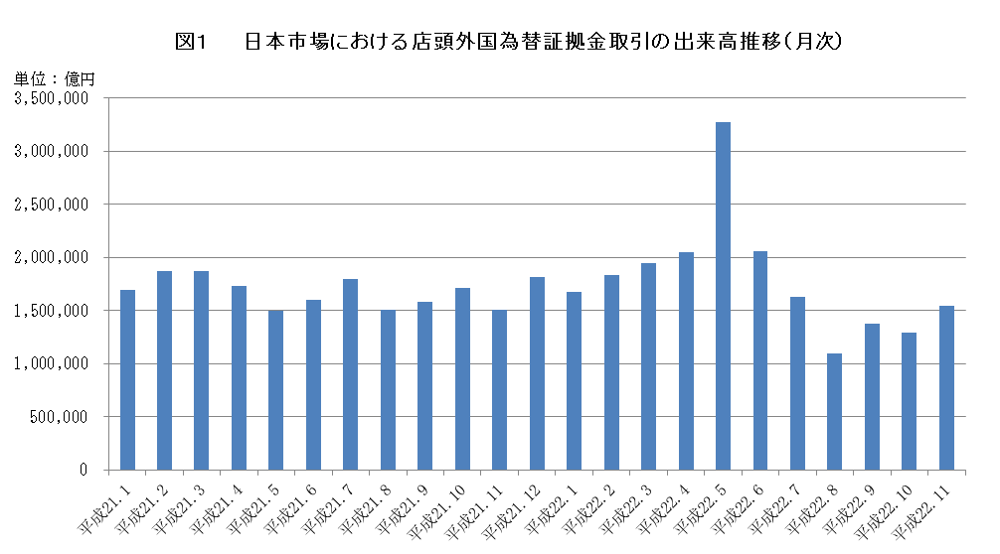 図1　日本市場における店頭外国為替証拠金取引の出来高推移(月次)
単位：億円
3,500,000
3,000,000
2,500,000
2,000,000
1,500,000
1,000,000
500,000
0
平成21.1
平成21.2
平成21.3
平成21.4
平成21.5
平成21.6
平成21.7
平成21.8
平成21.9
平成21.10
平成21.11
平成21.12
平成22.1
平成22.2
平成22.3
平成22.4
平成22.5
平成22.6
平成22.7
平成22.8
平成22.9
平成22.10
平成22.11